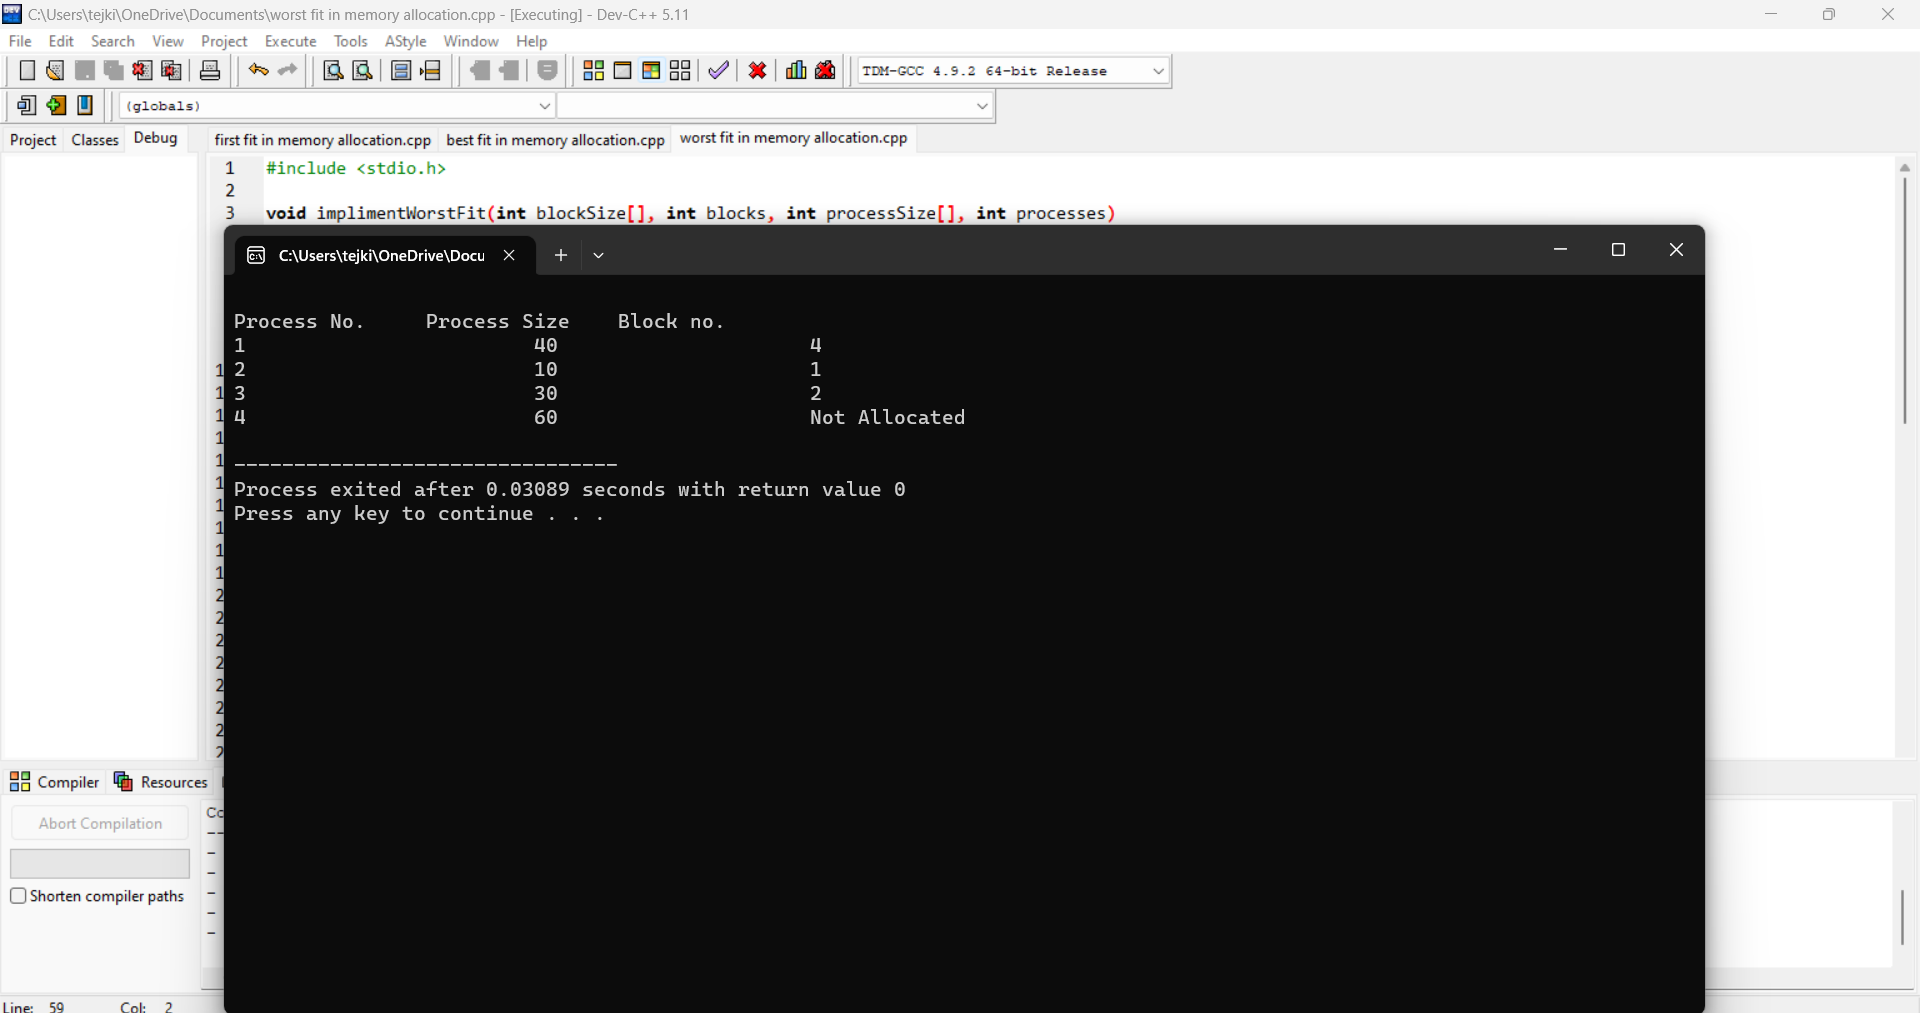 C:\Users\tejki\OneDrive\Documents\worst fit in memory allocation.cpp - [Executing] - Dev-C++ 5.11
File Edit Search View Project Execute Tools AStyle Window Help
TDM-GCC 4.9.2 64-bit Release
(globals)
Project Classes Debug first fit in memory allocation.cpp best fit in memory allocation.cpp worst fit in memory allocation.cpp
1 #include <stdio.h>
2
3 void implimentWorstFit(int blockSize[], int blocks, int processSize[], int processes)
C:\Users\tejki\OneDrive\Docu
Process No. Process Size Block no.
1 40 4
2 10 1
3 30 2
4 60 Not Allocated
--------------------------------
Process exited after 0.03089 seconds with return value 0
Press any key to continue . . .
Compiler Resources
Abort Compilation
Shorten compiler paths
Line: 59 Col: 2